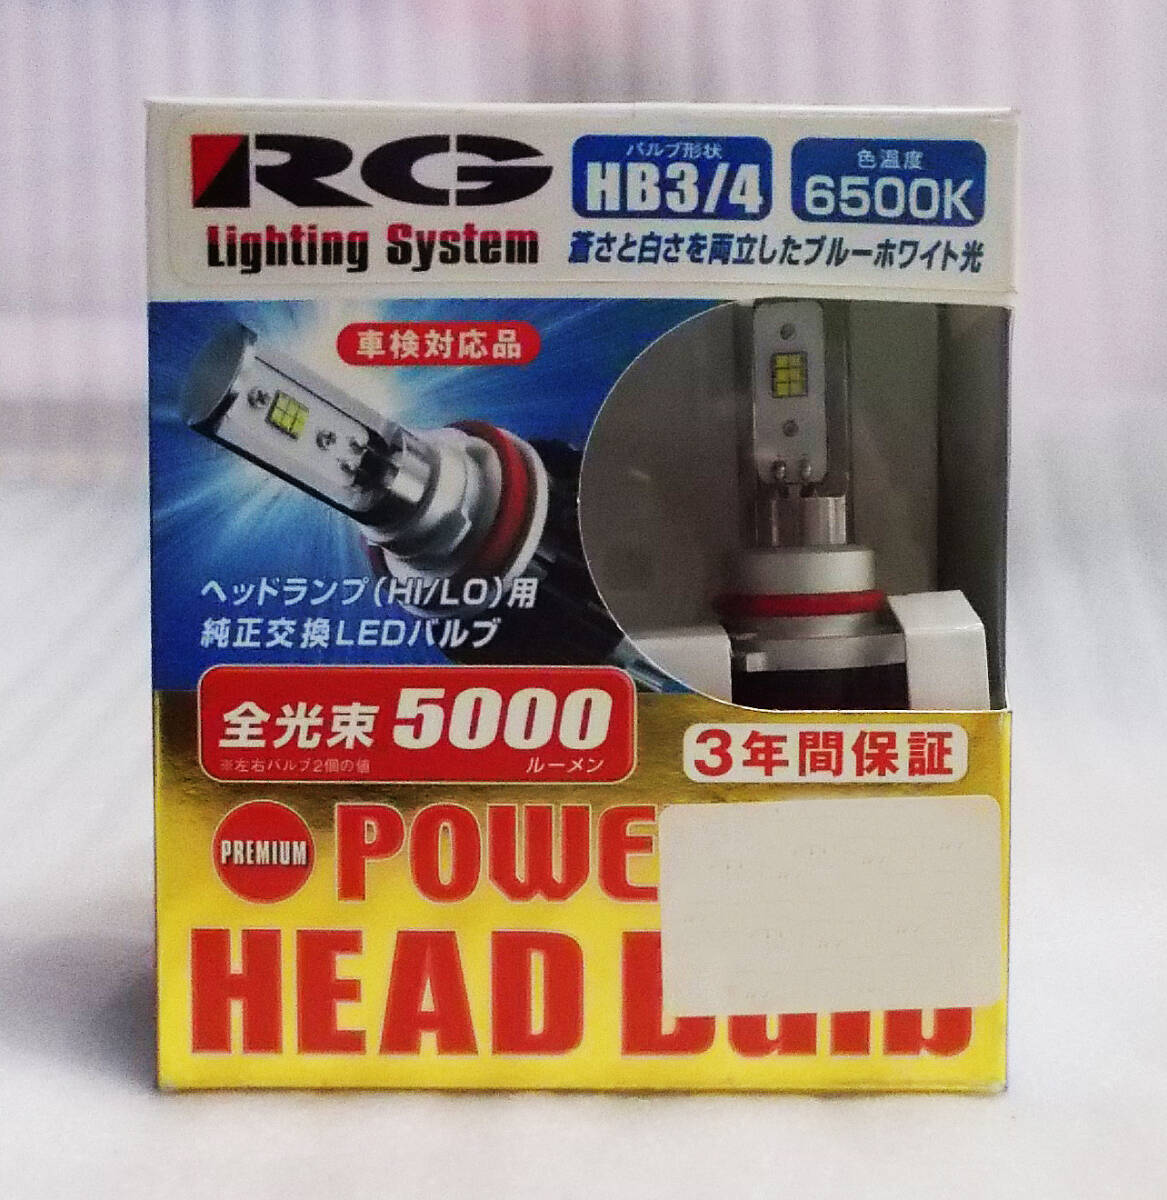 RG
Lighting System
バルブ形状
HB3/4
色温度
6500K
蒼さと白さを両立したブルーホワイト光
車検対応品
ヘッドランプ(HI/LO)用
純正交換LEDバルブ
全光束 5000
※左右バルブ2個の値 ルーメン
3年間保証
PREMIUM
POWE
HEAD Bulb